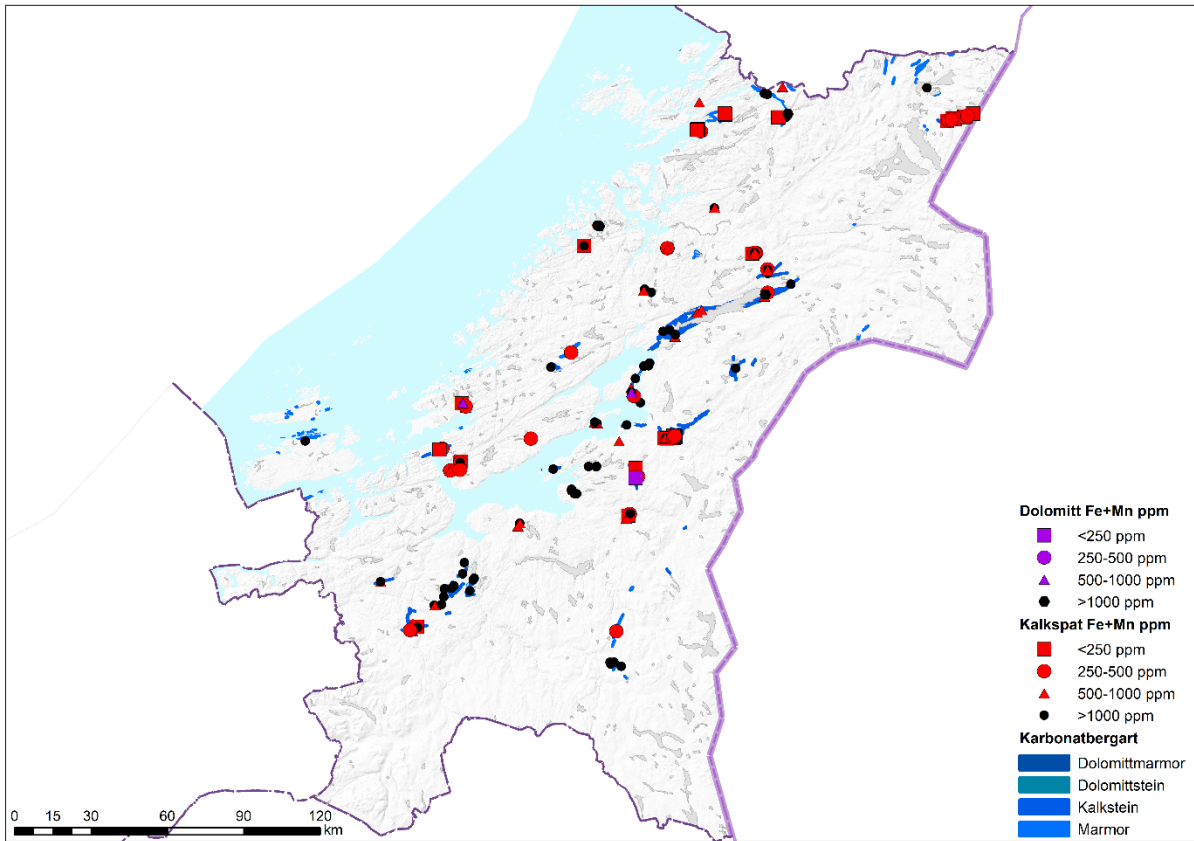 Dolomitt Fe+Mn ppm
<250 ppm
250-500 ppm
500-1000 ppm
>1000 ppm
Kalkspat Fe+Mn ppm
<250 ppm
250-500 ppm
500-1000 ppm
>1000 ppm
Karbonatbergart
Dolomittmarmor
Dolomittstein
Kalkstein
Marmor
0 15 30 60 90 120
km